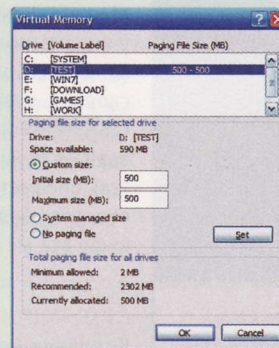 Virtual Memory
Drive [Volume Label] Paging File Size (MB)
C: [SYSTEM]
D: [TEST] 500 - 500
E: [WIN7]
F: [DOWNLOAD]
G: [GAMES]
H: [WORK]
Paging file size for selected drive
Drive: D: [TEST]
Space available: 590 MB
Custom size:
Initial size (MB): 500
Maximum size (MB): 500
System managed size
No paging file
Set
Total paging file size for all drives
Minimum allowed: 2 MB
Recommended: 2302 MB
Currently allocated: 500 MB
OK Cancel